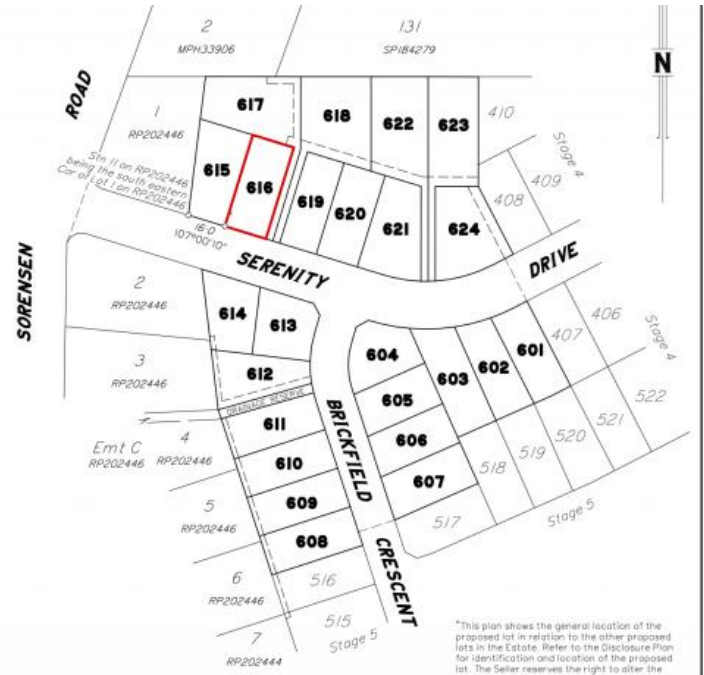 2
MPH33906
131
SP184279
N
ROAD
1
RP202446
617
618
622
623
410
Stage 4
409
408
Stn II on RP202446
being the south eastern
Cor of Lot 1 on RP202446
615
616
619
620
621
624
16·0
107°00'10"
SERENITY
DRIVE
SORENSEN
2
RP202446
614
613
3
RP202446
612
DRAINAGE RESERVE
604
603
602
601
407
406
Stage 4
605
606
607
611
610
609
608
BRICKFIELD
CRESCENT
Emt C
RP202446
4
RP202446
5
RP202446
6
RP202446
7
RP202444
518
519
520
521
522
517
Stage 5
516
515
Stage 5
"This plan shows the general location of the
proposed lot in relation to the other proposed
lots in the Estate. Refer to the Disclosure Plan
for identification and location of the proposed
lot. The Seller reserves the right to alter the